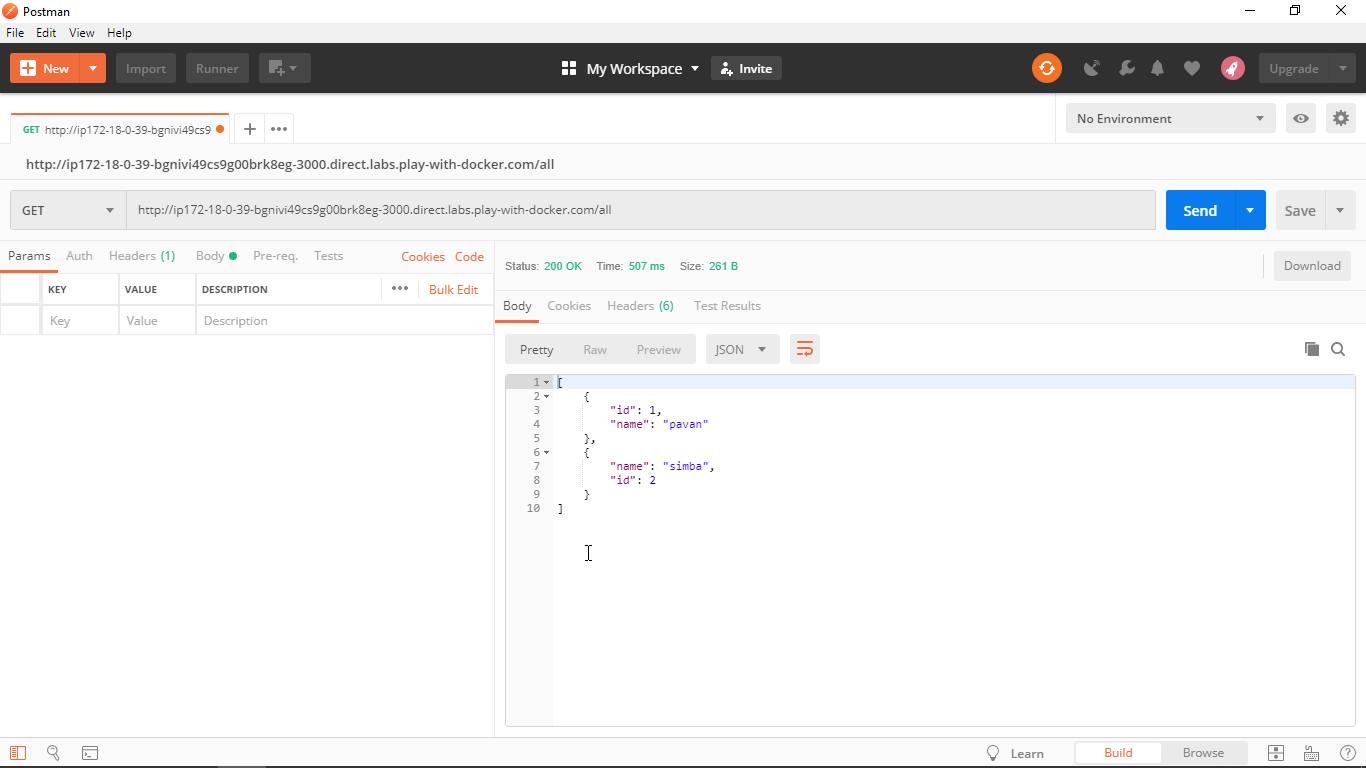 Postman
File Edit View Help
New Import Runner My Workspace Invite Upgrade
GET http://ip172-18-0-39-bgnivi49cs9 + ••• No Environment
http://ip172-18-0-39-bgnivi49cs9g00brk8eg-3000.direct.labs.play-with-docker.com/all
GET http://ip172-18-0-39-bgnivi49cs9g00brk8eg-3000.direct.labs.play-with-docker.com/all Send Save
Params Auth Headers (1) Body Pre-req. Tests Cookies Code
KEY VALUE DESCRIPTION ••• Bulk Edit
Key Value Description
Status: 200 OK Time: 507 ms Size: 261 B Download
Body Cookies Headers (6) Test Results
Pretty Raw Preview JSON
1 [
2 {
3 "id": 1,
4 "name": "pavan"
5 },
6 {
7 "name": "simba",
8 "id": 2
9 }
10 ]
Learn Build Browse ?